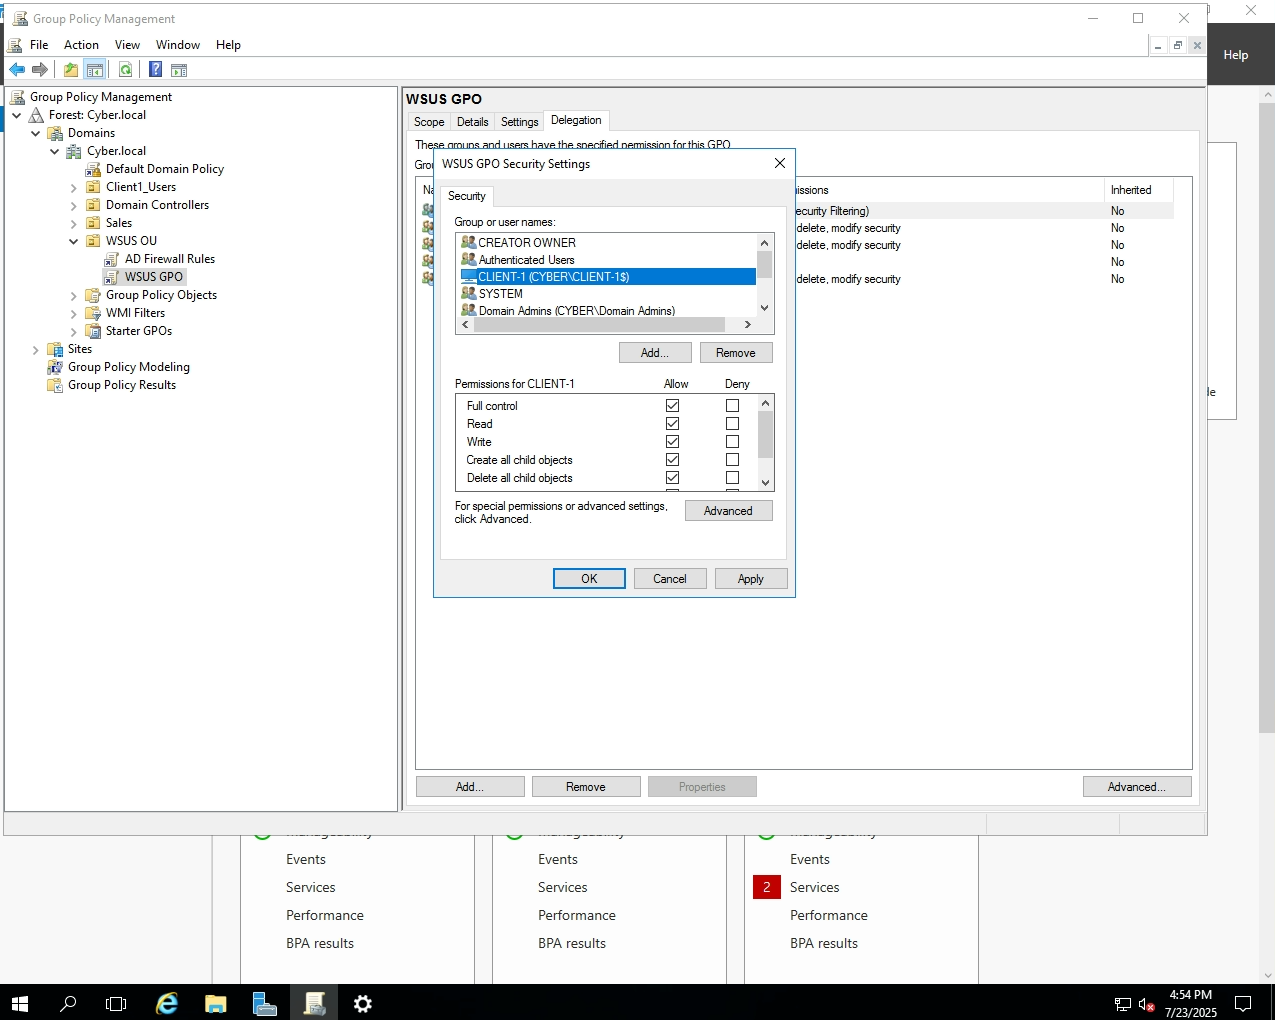 Group Policy Management
File Action View Window Help
Help
Group Policy Management
Forest: Cyber.local
Domains
Cyber.local
Default Domain Policy
Client1_Users
Domain Controllers
Sales
WSUS OU
AD Firewall Rules
WSUS GPO
Group Policy Objects
WMI Filters
Starter GPOs
Sites
Group Policy Modeling
Group Policy Results
WSUS GPO
Scope Details Settings Delegation
These groups and users have the specified permission for this GPO
Inherited
ecurity Filtering) No
delete, modify security No
delete, modify security No
No
delete, modify security No
WSUS GPO Security Settings
Security
Group or user names:
CREATOR OWNER
Authenticated Users
CLIENT-1 (CYBER\CLIENT-1$)
SYSTEM
Domain Admins (CYBER\Domain Admins)
Add... Remove
Permissions for CLIENT-1 Allow Deny
Full control
Read
Write
Create all child objects
Delete all child objects
For special permissions or advanced settings,
click Advanced.
Advanced
OK Cancel Apply
Add... Remove Properties Advanced...
Manageability Manageability Manageability
Events Events Events
Services Services 2 Services
Performance Performance Performance
BPA results BPA results BPA results
4:54 PM
7/23/2025